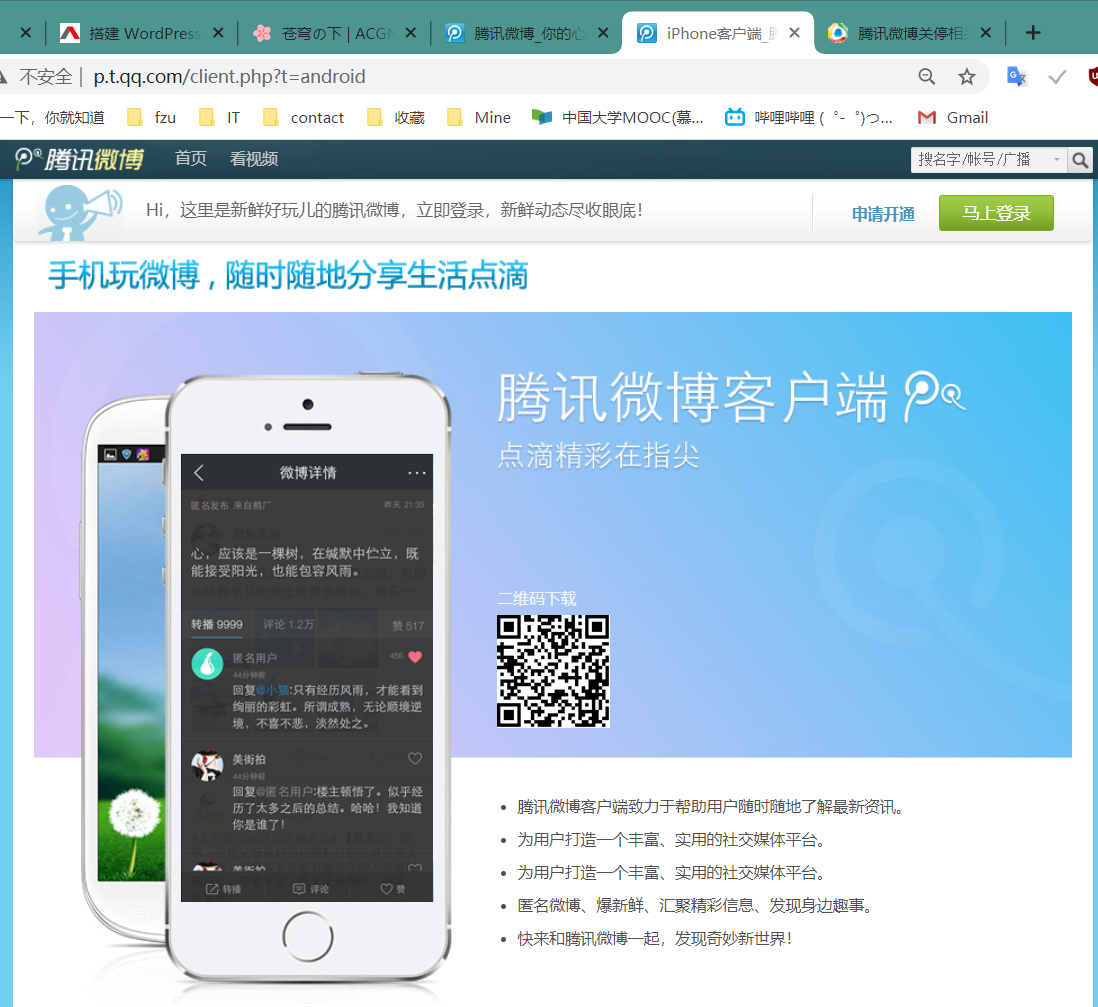 搭建 WordPress
苍穹の下 | ACG
腾讯微博_你的心
iPhone客户端_腾
腾讯微博关停相
不安全 | p.t.qq.com/client.php?t=android
一下，你就知道
fzu
IT
contact
收藏
Mine
中国大学MOOC(慕...
哔哩哔哩 ( ゜- ゜)つ...
Gmail
腾讯微博
首页
看视频
搜名字/帐号/广播
Hi，这里是新鲜好玩儿的腾讯微博，立即登录，新鲜动态尽收眼底！
申请开通
马上登录
手机玩微博，随时随地分享生活点滴
腾讯微博客户端
点滴精彩在指尖
二维码下载
微博详情
匿名发布 来自鹅厂
昨天 21:35
心，应该是一棵树，在缄默中伫立，既
能接受阳光，也能包容风雨。
转播 9999
评论 1.2万
赞 517
匿名用户
456
44分钟前
回复@小猫:只有经历风雨，才能看到
绚丽的彩虹。所谓成熟，无论顺境逆
境，不喜不悲，淡然处之。
美街拍
44分钟前
回复@匿名用户:楼主顿悟了。似乎经
历了太多之后的总结。哈哈！我知道
你是谁了！
美街拍
转播
评论
赞
• 腾讯微博客户端致力于帮助用户随时随地了解最新资讯。
• 为用户打造一个丰富、实用的社交媒体平台。
• 为用户打造一个丰富、实用的社交媒体平台。
• 匿名微博、爆新鲜、汇聚精彩信息、发现身边趣事。
• 快来和腾讯微博一起，发现奇妙新世界！